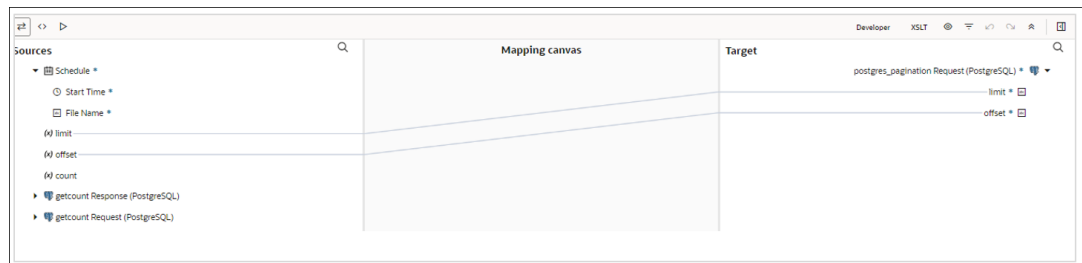 Developer XSLT
Sources Mapping canvas Target
Schedule * postgres_pagination Request (PostgreSQL) *
Start Time * limit *
File Name * offset *
(x) limit
(x) offset
(x) count
getcount Response (PostgreSQL)
getcount Request (PostgreSQL)